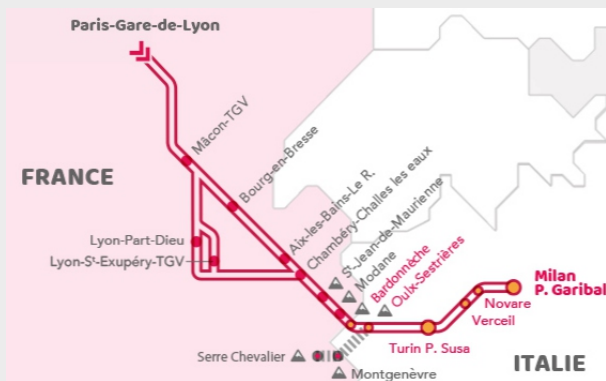 Paris-Gare-de-Lyon
Mâcon-TGV
FRANCE
Bourg-en-Bresse
Aix-les-Bains-Le R.
Chambéry-Challes les eaux
Lyon-Part-Dieu
Lyon-Sᵗ-Exupéry-TGV
Sᵗ-Jean-de-Maurienne
Modane
Bardonnèche
Oulx-Sestrières
Milan
P. Garibal
Novare
Verceil
Turin P. Susa
Serre Chevalier
Montgenèvre
ITALIE